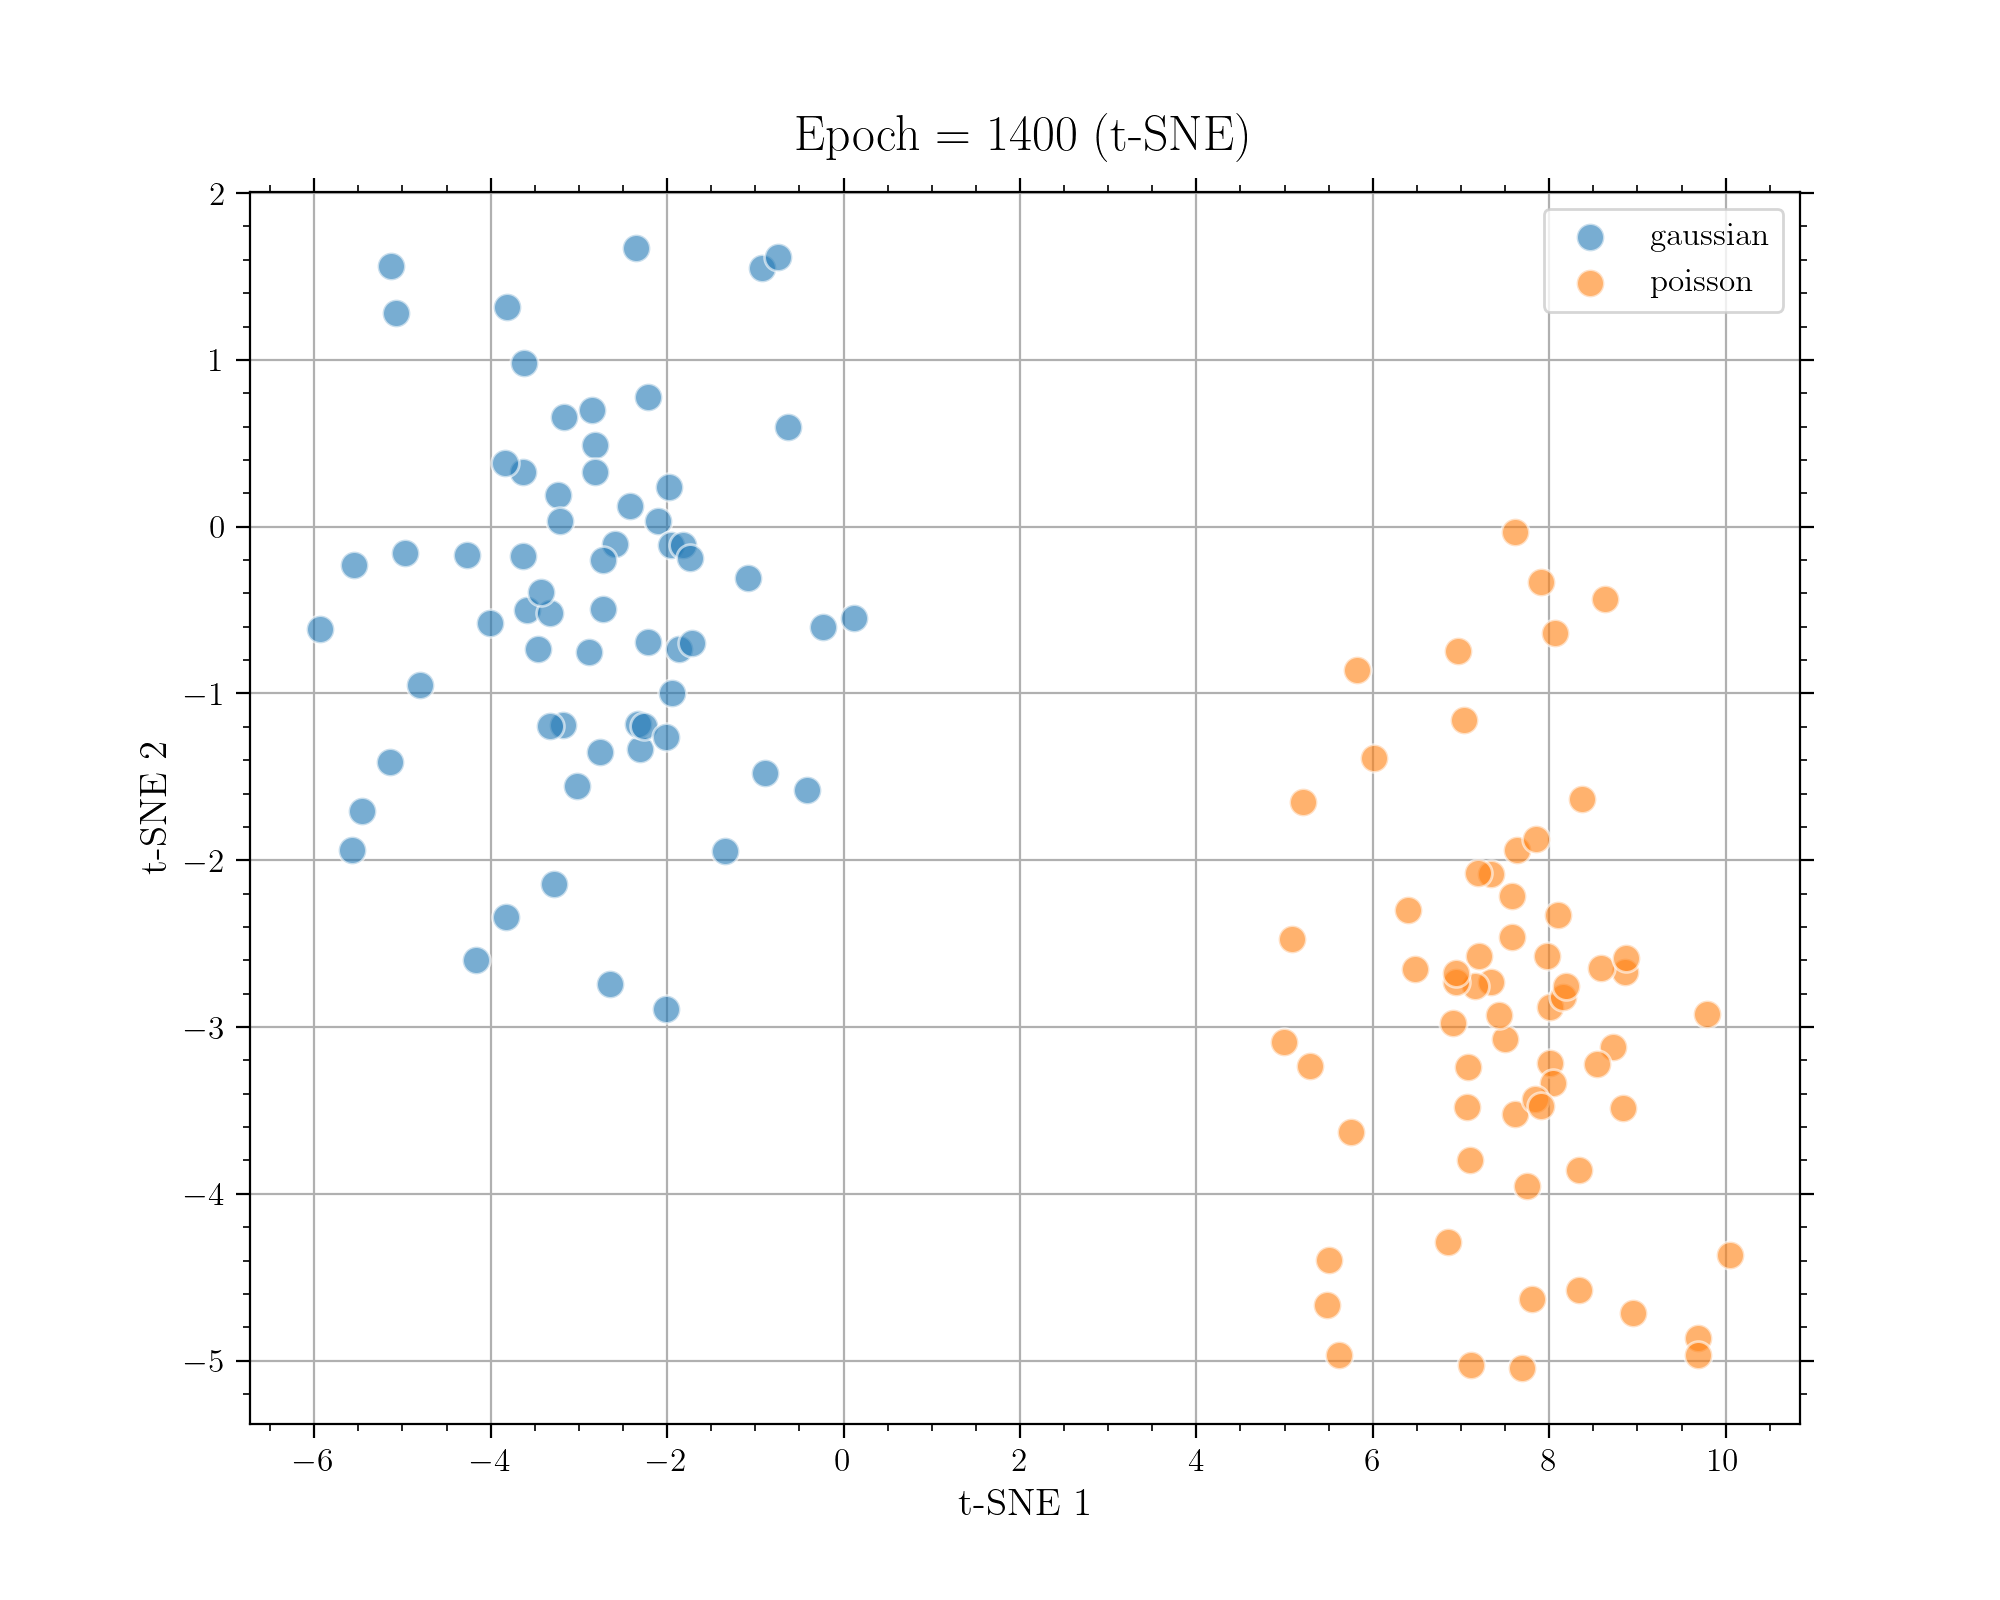 Epoch = 1400 (t-SNE)
gaussian
poisson
2
1
0
−1
−2
−3
−4
−5
t-SNE 2
−6 −4 −2 0 2 4 6 8 10
t-SNE 1